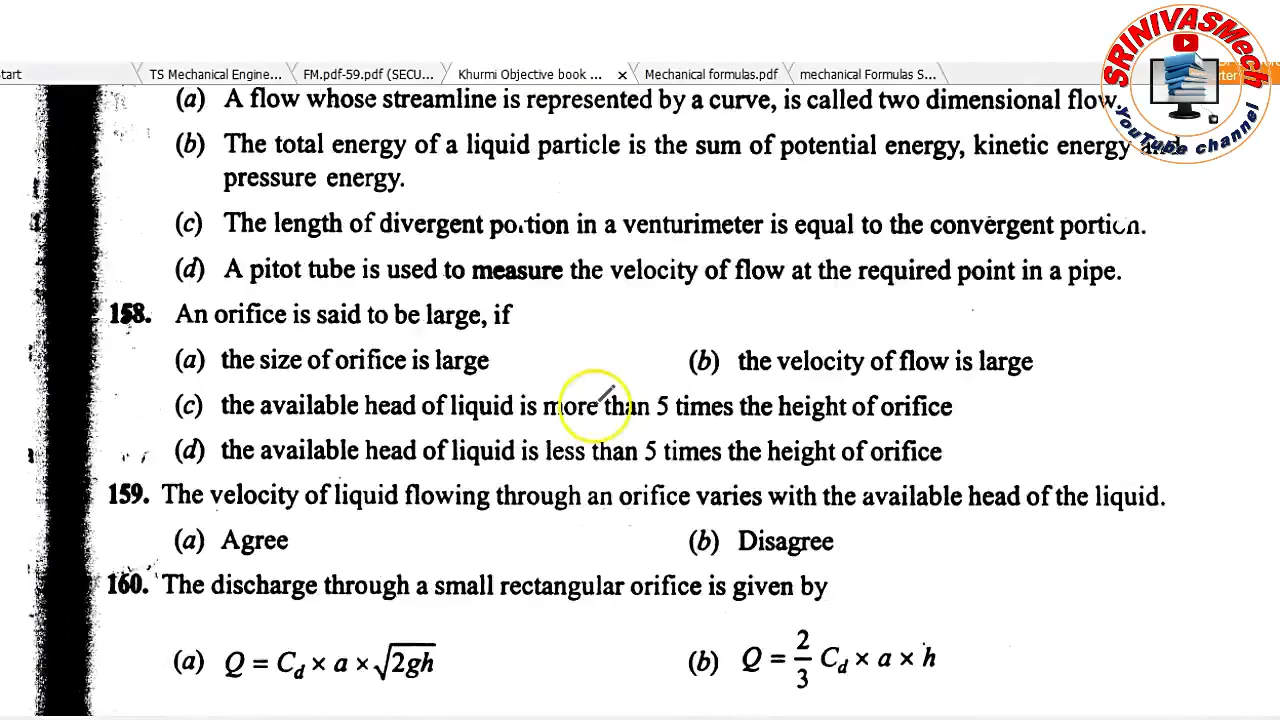 SRINIVASMech
YouTube channel
tart TS Mechanical Engine... FM.pdf-59.pdf (SECU... Khurmi Objective book ... × Mechanical formulas.pdf mechanical Formulas S...
(a) A flow whose streamline is represented by a curve, is called two dimensional flow.
(b) The total energy of a liquid particle is the sum of potential energy, kinetic energy
pressure energy.
(c) The length of divergent portion in a venturimeter is equal to the convergent portion.
(d) A pitot tube is used to measure the velocity of flow at the required point in a pipe.
158. An orifice is said to be large, if
(a) the size of orifice is large (b) the velocity of flow is large
(c) the available head of liquid is more than 5 times the height of orifice
(d) the available head of liquid is less than 5 times the height of orifice
159. The velocity of liquid flowing through an orifice varies with the available head of the liquid.
(a) Agree (b) Disagree
160. The discharge through a small rectangular orifice is given by
(a) Q = C_d × a × √2gh (b) Q = 2/3 C_d × a × h